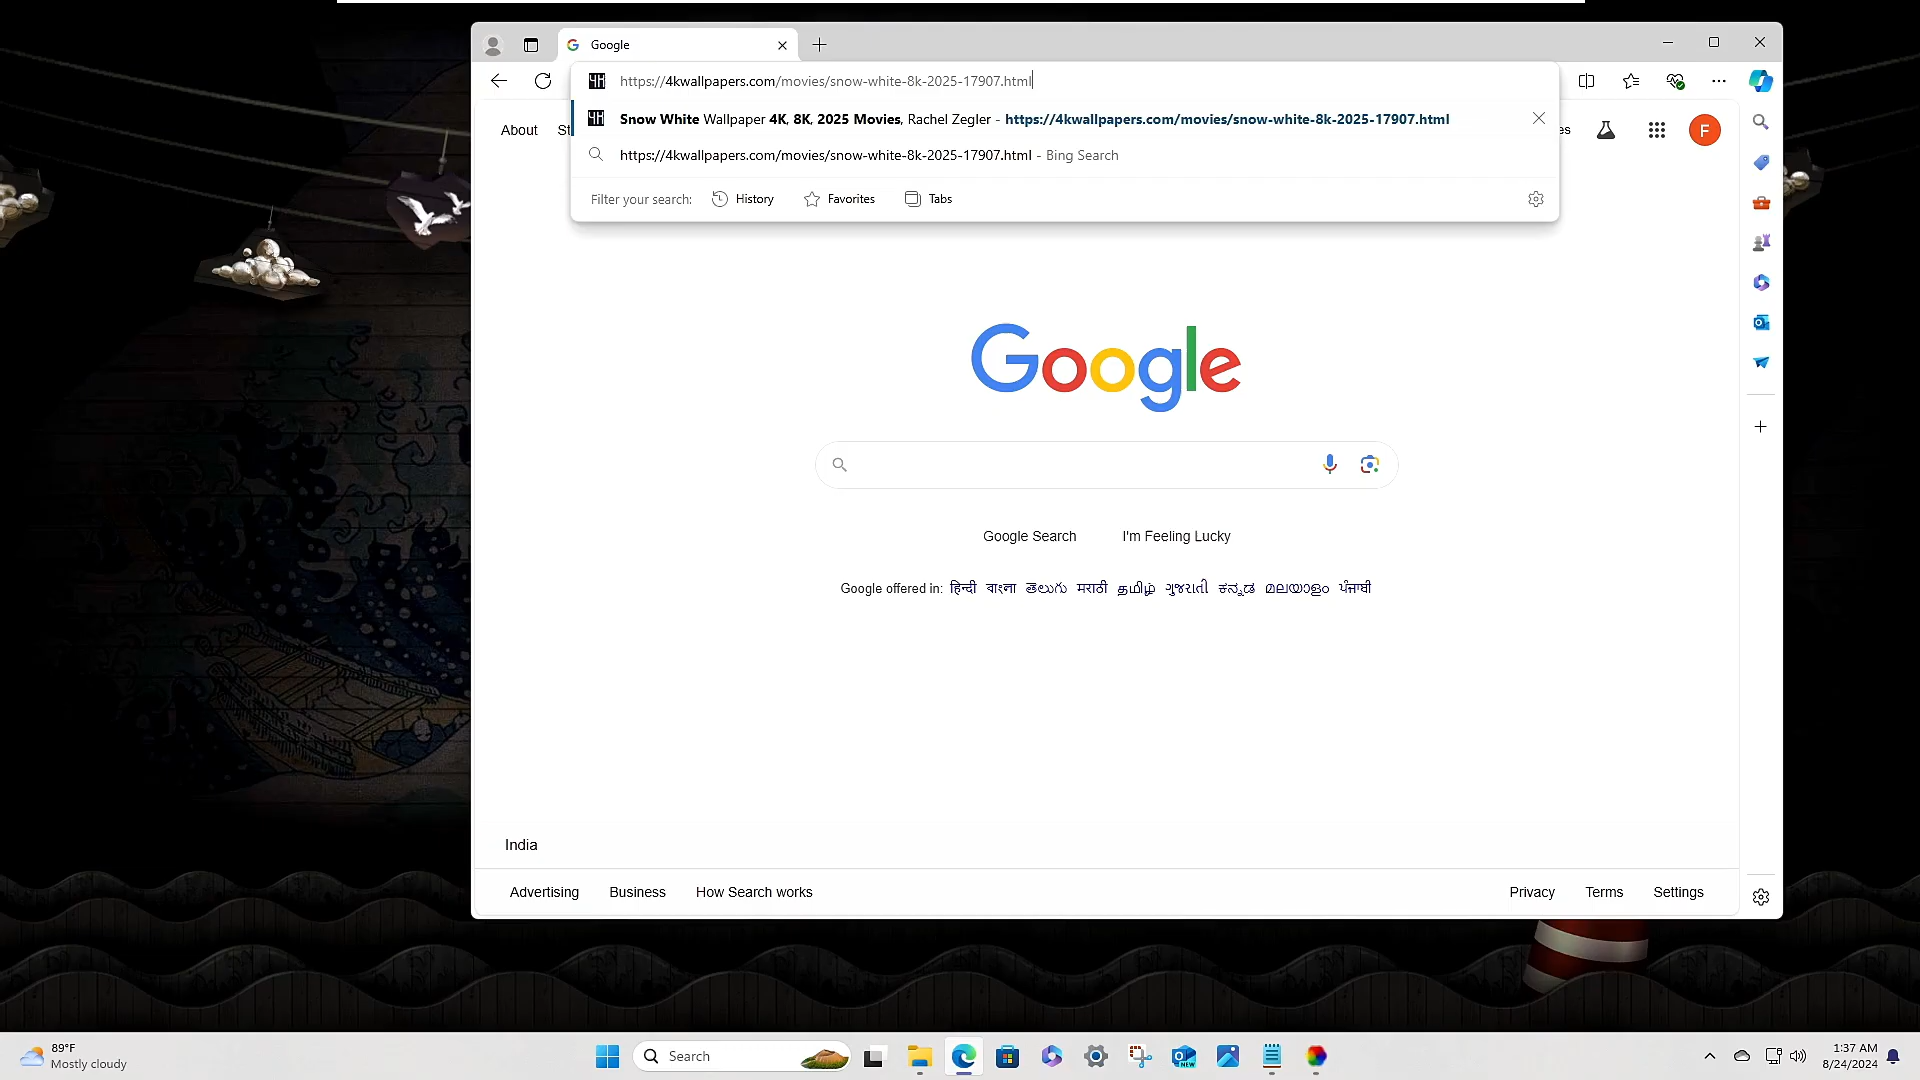 Google
https://4kwallpapers.com/movies/snow-white-8k-2025-17907.html
Snow White Wallpaper 4K, 8K, 2025 Movies, Rachel Zegler - https://4kwallpapers.com/movies/snow-white-8k-2025-17907.html
https://4kwallpapers.com/movies/snow-white-8k-2025-17907.html - Bing Search
Filter your search: History Favorites Tabs
About St es F
Google
Google Search I'm Feeling Lucky
Google offered in: हिन्दी বাংলা తెలుగు मराठी தமிழ் ગુજરાતી ಕನ್ನಡ മലയാളം ਪੰਜਾਬੀ
India
Advertising Business How Search works Privacy Terms Settings
89°F
Mostly cloudy
Search
1:37 AM
8/24/2024